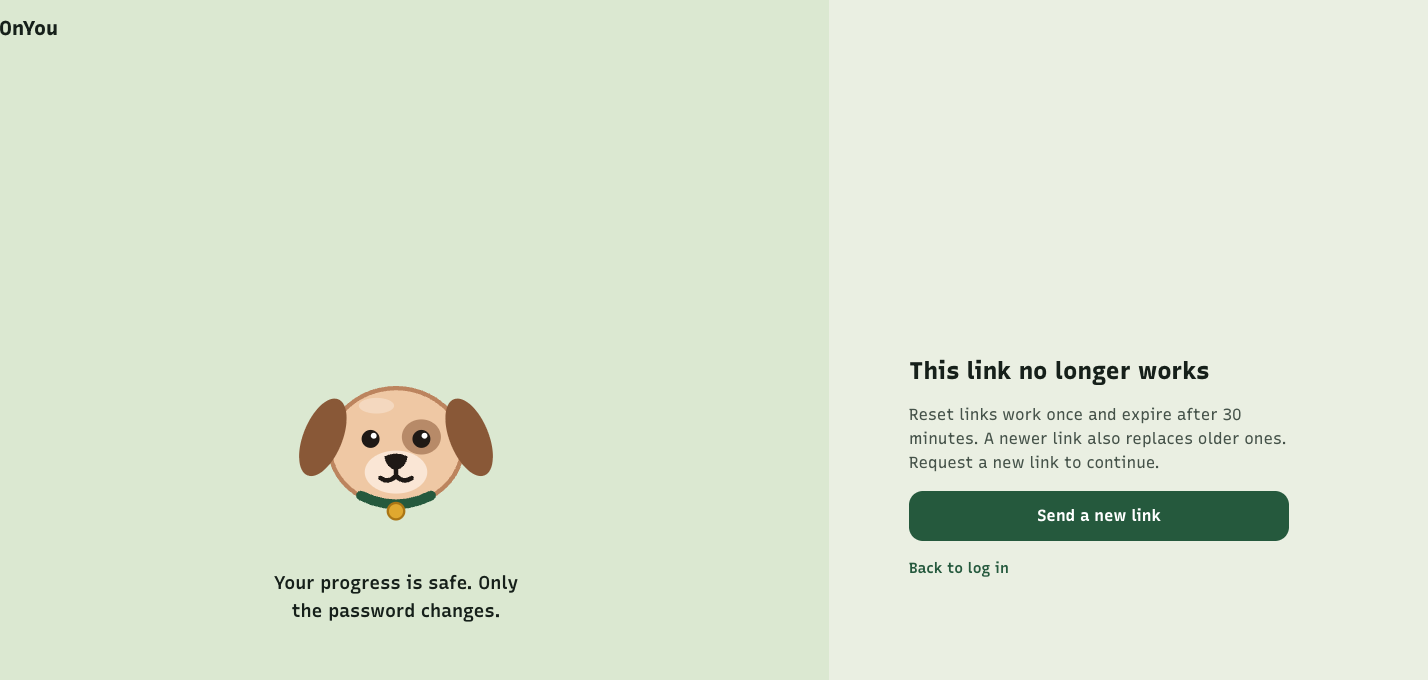 OnYou
Your progress is safe. Only
the password changes.
This link no longer works
Reset links work once and expire after 30
minutes. A newer link also replaces older ones.
Request a new link to continue.
Send a new link
Back to log in